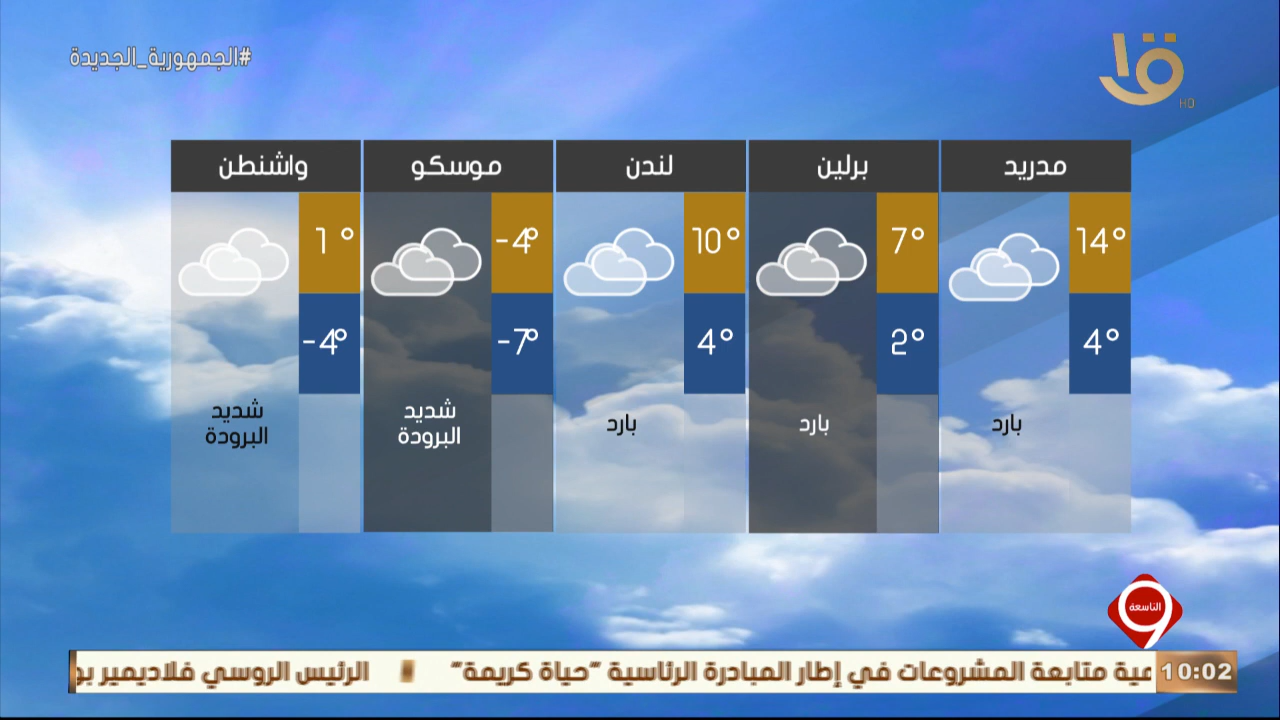 #الجمهورية_الجديدة
HD
مدريد
14°
4°
بارد
برلين
7°
2°
بارد
لندن
10°
4°
بارد
موسكو
-4°
-7°
شديد
البرودة
واشنطن
1°
-4°
شديد
البرودة
التاسعة
9
10:02
متابعة المشروعات في إطار المبادرة الرئاسية "حياة كريمة"
الرئيس الروسي فلاديمير